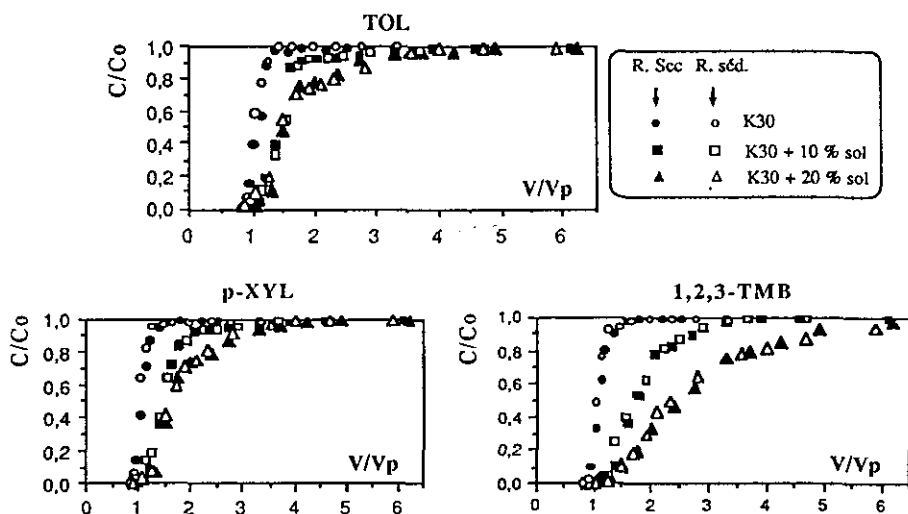 TOL
C/Co
1,0
0,8
0,6
0,4
0,2
0,0
V/Vp
0 1 2 3 4 5 6
R. Sec R. séd.
K30
K30 + 10 % sol
K30 + 20 % sol
p-XYL
C/Co
1,0
0,8
0,6
0,4
0,2
0,0
V/Vp
0 1 2 3 4 5 6
1,2,3-TMB
C/Co
1,0
0,8
0,6
0,4
0,2
0,0
V/Vp
0 1 2 3 4 5 6